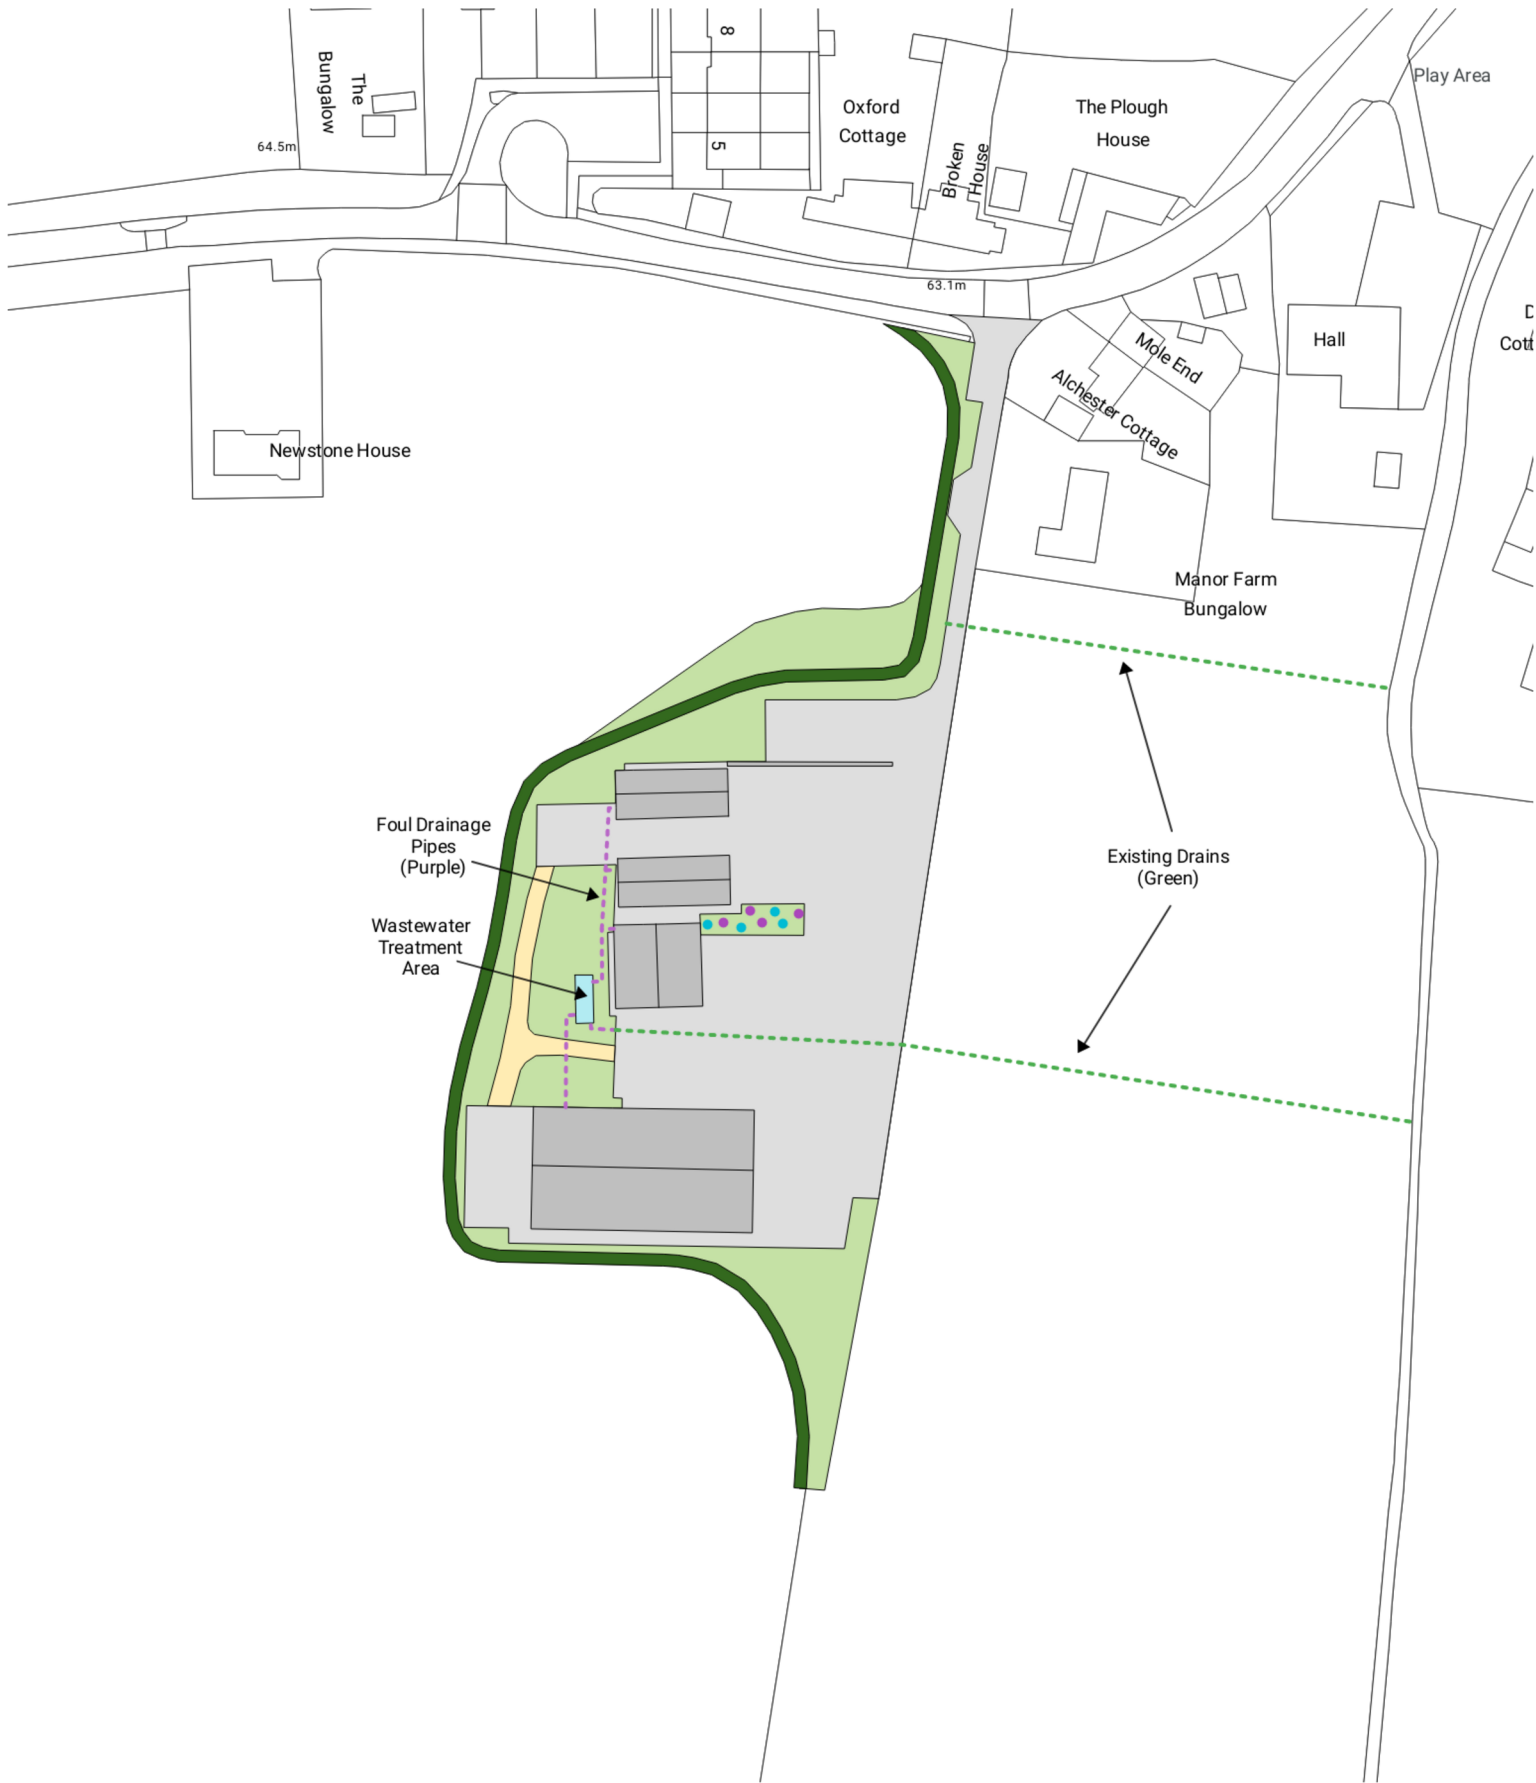 8
Play Area
The
Bungalow
Oxford
Cottage
The Plough
House
64.5m
5
Broken
House
63.1m
D
Cott
Hall
Mole End
Alchester Cottage
Newstone House
Manor Farm
Bungalow
Foul Drainage
Pipes
(Purple)
Existing Drains
(Green)
Wastewater
Treatment
Area